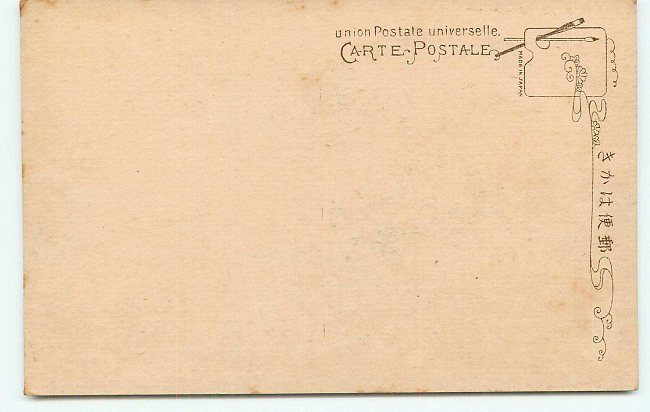 union Postale universelle.
CARTE POSTALE
MADE IN JAPAN
きかは便郵